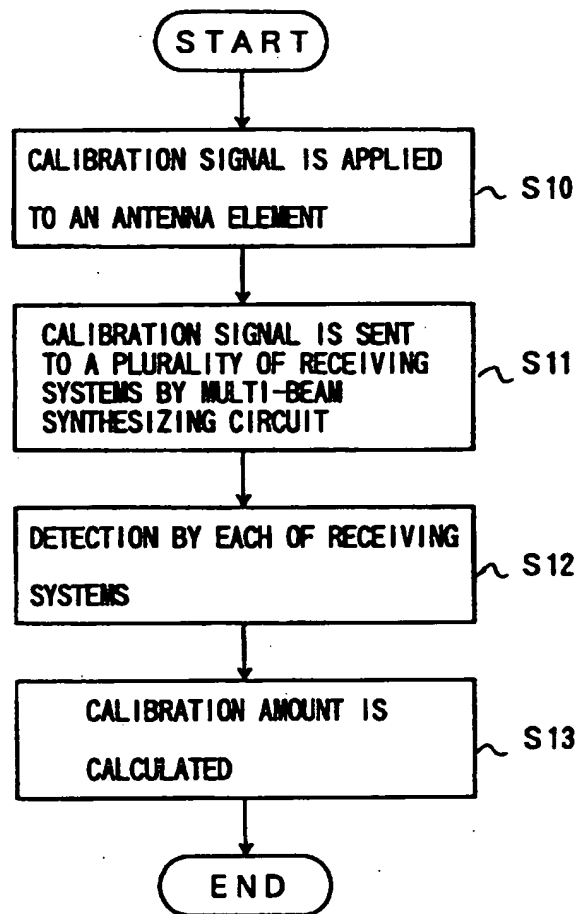 START
CALIBRATION SIGNAL IS APPLIED
TO AN ANTENNA ELEMENT
S10
CALIBRATION SIGNAL IS SENT
TO A PLURALITY OF RECEIVING
SYSTEMS BY MULTI-BEAM
SYNTHESIZING CIRCUIT
S11
DETECTION BY EACH OF RECEIVING
SYSTEMS
S12
CALIBRATION AMOUNT IS
CALCULATED
S13
END